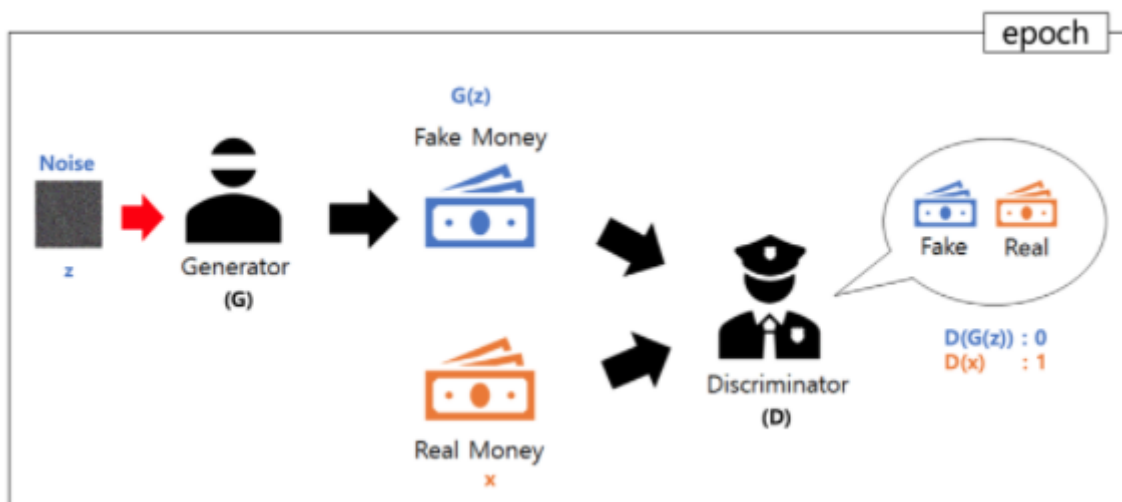 epoch
Noise
z
Generator
(G)
G(z)
Fake Money
Real Money
x
Discriminator
(D)
Fake Real
D(G(z)) : 0
D(x) : 1